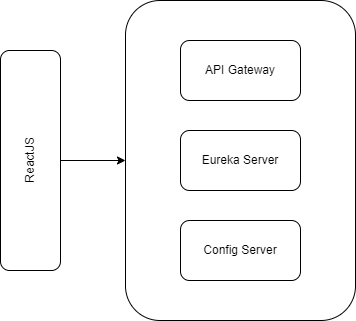 ReactJS
API Gateway
Eureka Server
Config Server